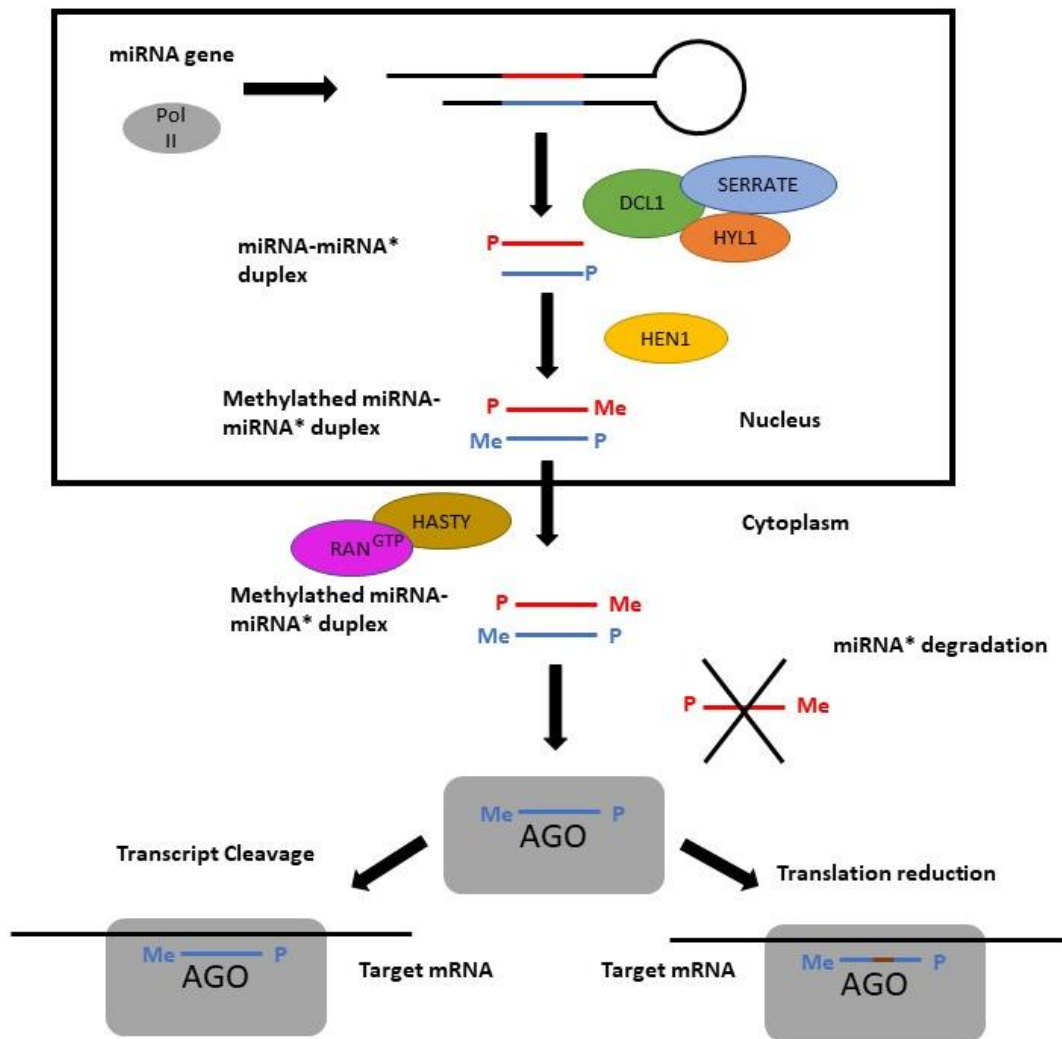 miRNA gene
Pol
II
DCL1
SERRATE
HYL1
miRNA-miRNA*
duplex
P
P
HEN1
Methylathed miRNA-
miRNA* duplex
P Me
Me P
Nucleus
HASTY
RAN GTP
Cytoplasm
Methylathed miRNA-
miRNA* duplex
P Me
Me P
miRNA* degradation
P Me
Me P
AGO
Transcript Cleavage
Translation reduction
Me P
AGO
Target mRNA
Target mRNA
Me P
AGO